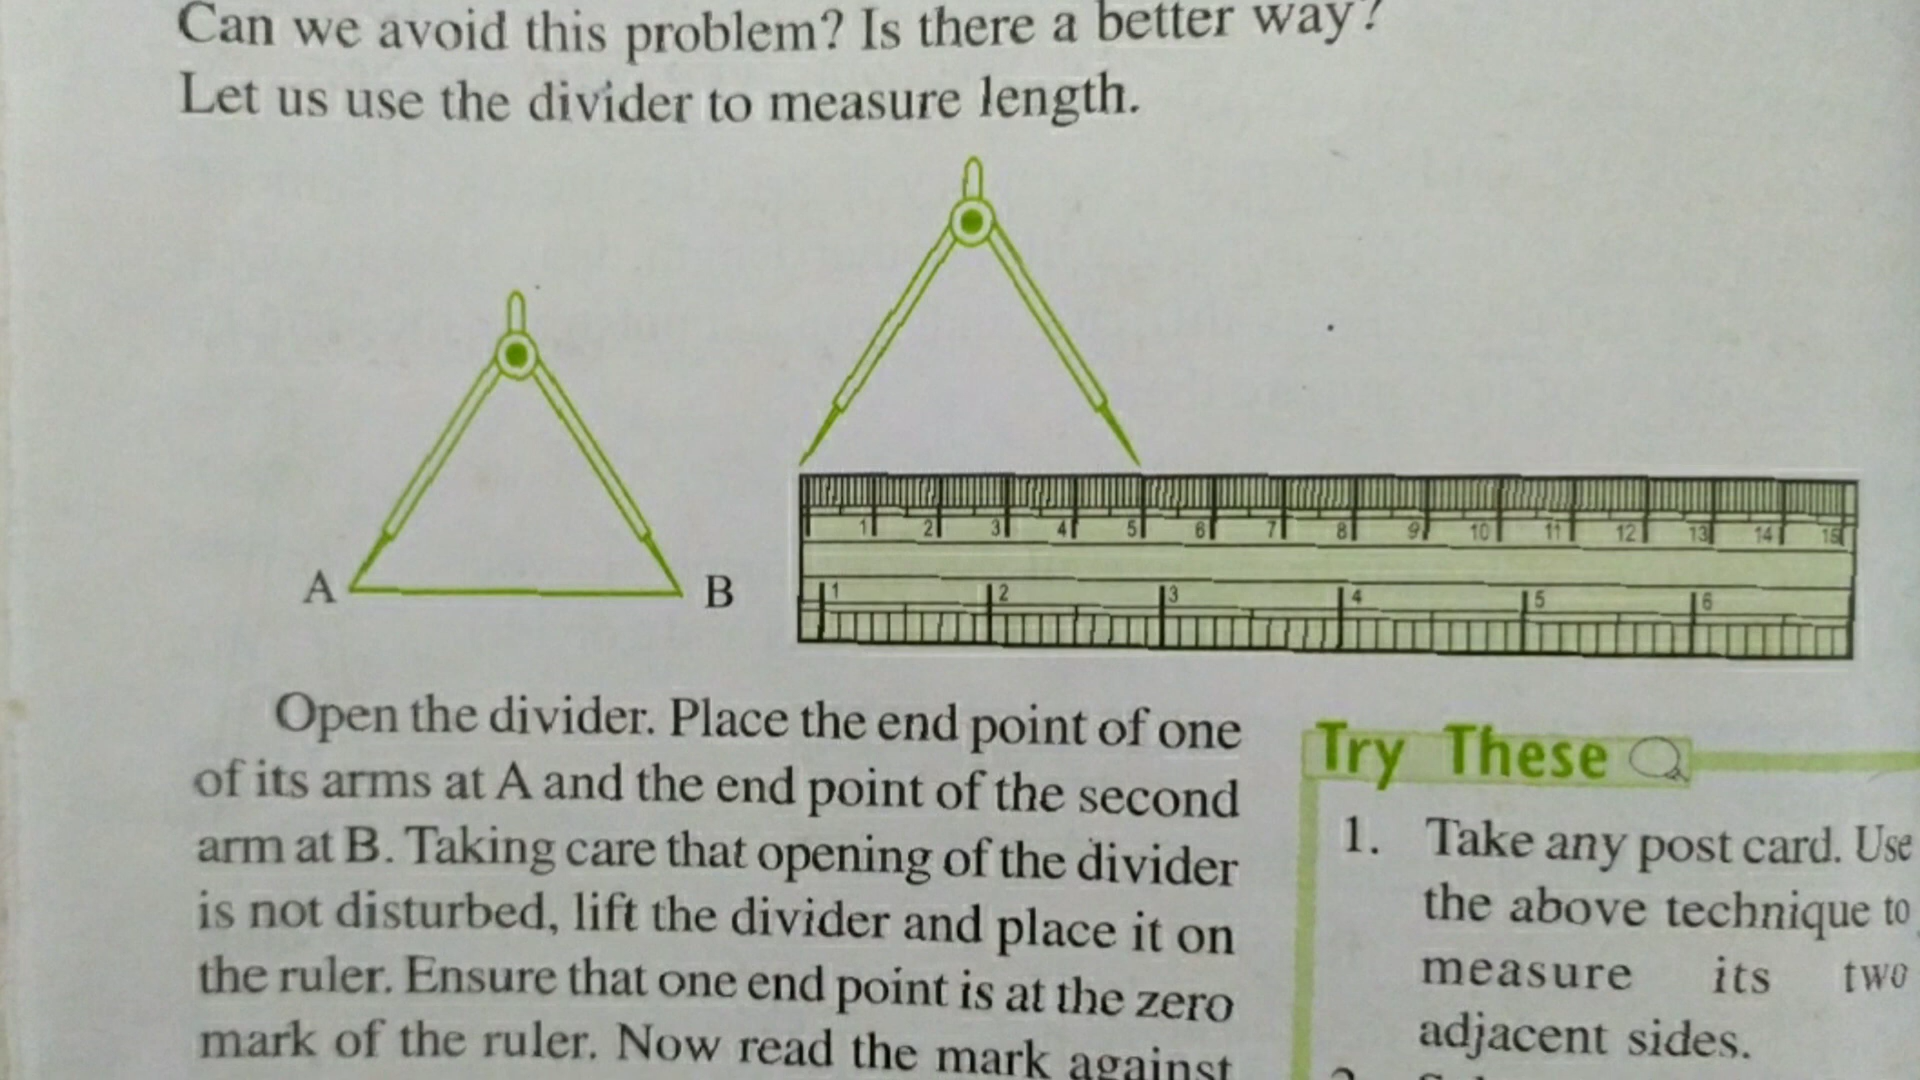 Can we avoid this problem? Is there a better way?
Let us use the divider to measure length.
A
B
1 2 3 4 5 6 7 8 9 10 11 12 13 14 15
1 2 3 4 5 6
Open the divider. Place the end point of one
of its arms at A and the end point of the second
arm at B. Taking care that opening of the divider
is not disturbed, lift the divider and place it on
the ruler. Ensure that one end point is at the zero
mark of the ruler. Now read the mark against
Try These
1. Take any post card. Use
the above technique to
measure its two
adjacent sides.